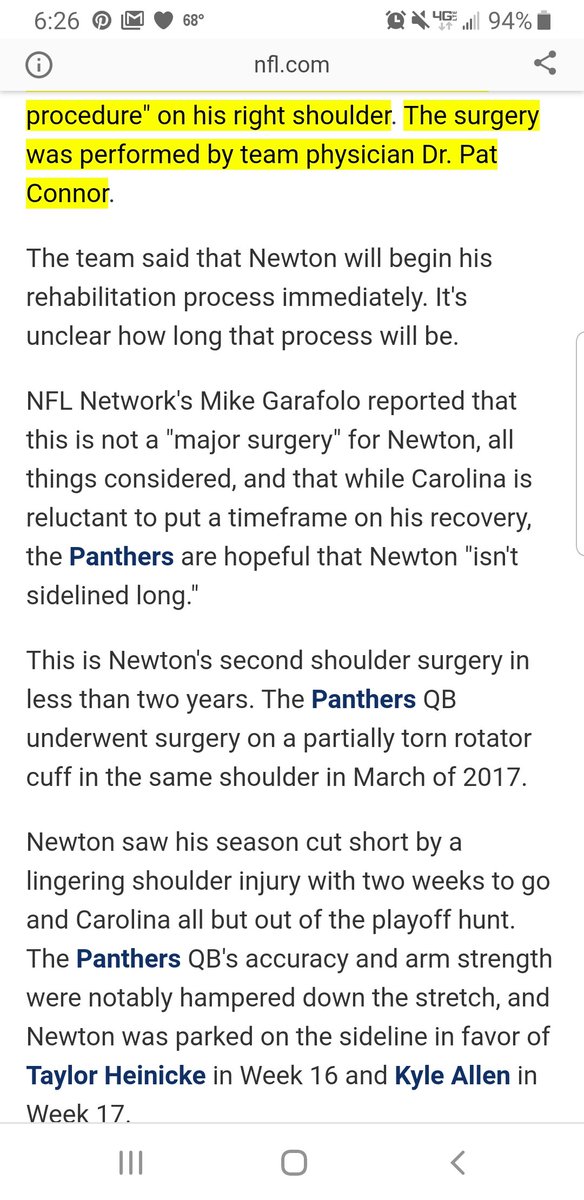 6:26 68° 4GE 94%
nfl.com
procedure" on his right shoulder. The surgery
was performed by team physician Dr. Pat
Connor.
The team said that Newton will begin his
rehabilitation process immediately. It's
unclear how long that process will be.
NFL Network's Mike Garafolo reported that
this is not a "major surgery" for Newton, all
things considered, and that while Carolina is
reluctant to put a timeframe on his recovery,
the Panthers are hopeful that Newton "isn't
sidelined long."
This is Newton's second shoulder surgery in
less than two years. The Panthers QB
underwent surgery on a partially torn rotator
cuff in the same shoulder in March of 2017.
Newton saw his season cut short by a
lingering shoulder injury with two weeks to go
and Carolina all but out of the playoff hunt.
The Panthers QB's accuracy and arm strength
were notably hampered down the stretch, and
Newton was parked on the sideline in favor of
Taylor Heinicke in Week 16 and Kyle Allen in
Week 17.